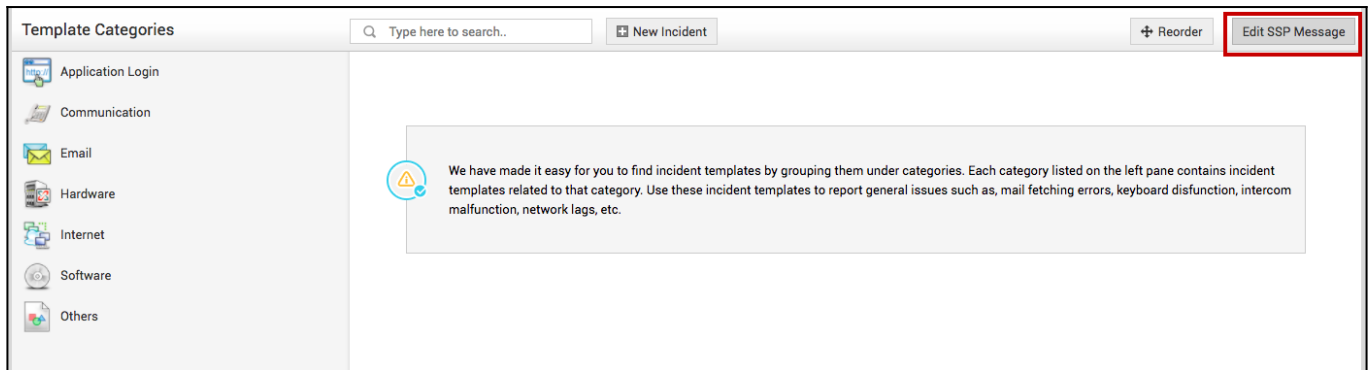 Template Categories
Type here to search..
New Incident
Reorder
Edit SSP Message
http://
Application Login
Communication
Email
Hardware
Internet
Software
Others
We have made it easy for you to find incident templates by grouping them under categories. Each category listed on the left pane contains incident
templates related to that category. Use these incident templates to report general issues such as, mail fetching errors, keyboard disfunction, intercom
malfunction, network lags, etc.